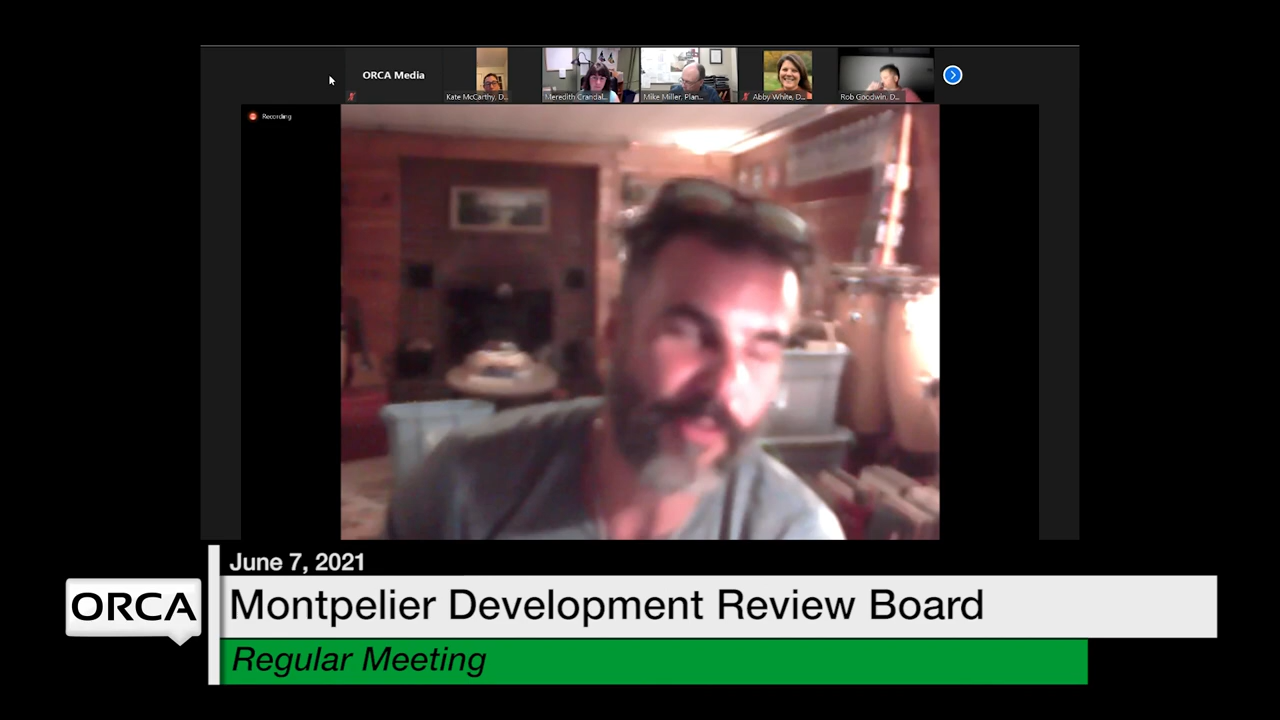 ORCA Media
Kate McCarthy, D...
Meredith Crandal...
Mike Miller, Plan...
Abby White, D...
Rob Goodwin, D...
Recording
June 7, 2021
ORCA
Montpelier Development Review Board
Regular Meeting